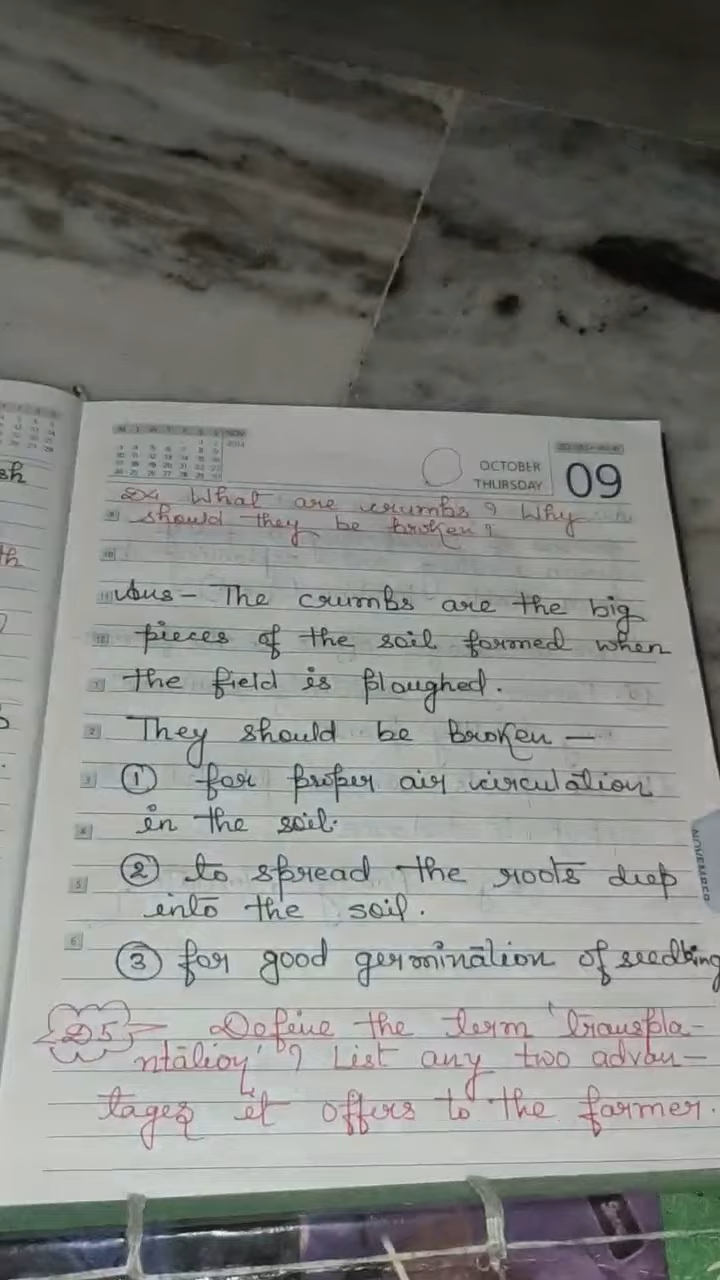 OCTOBER
THURSDAY
09
NOV
2014
Q4 What are crumbs? Why
should they be broken?
Ans - The crumbs are the big
pieces of the soil formed when
the field is ploughed.
They should be broken -
① for proper air circulation
in the soil.
② to spread the roots deep
into the soil.
③ for good germination of seedling
Q5 - Define the term 'transpla-
ntation'? List any two advan-
tages it offers to the farmer.
NOVEMBER